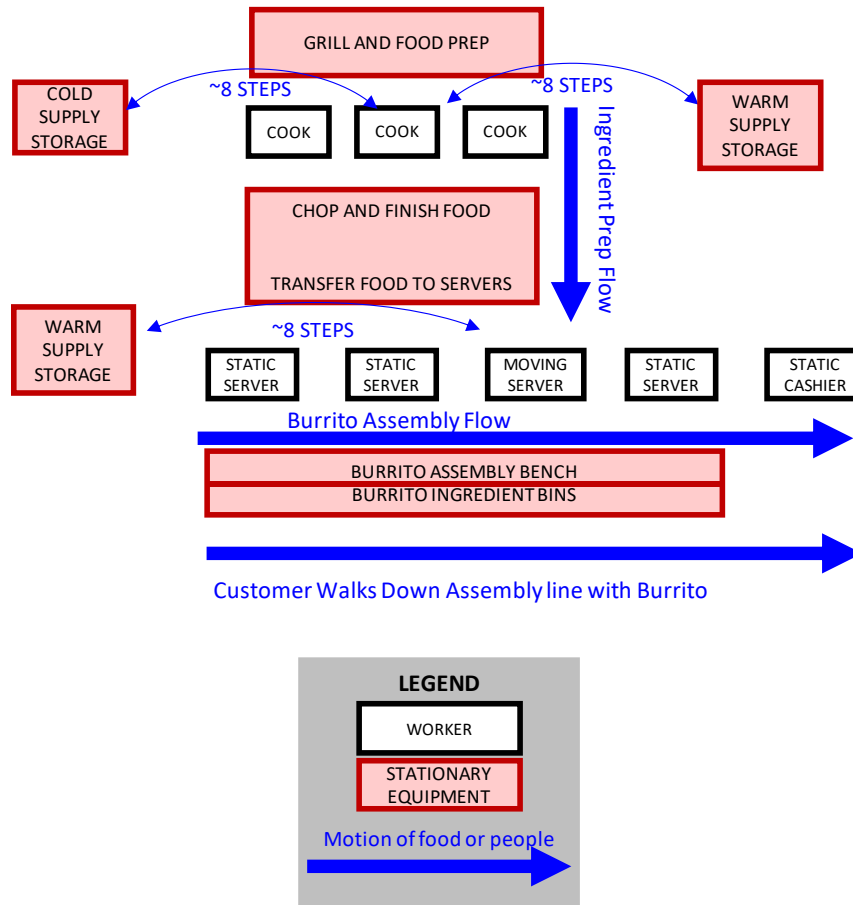 GRILL AND FOOD PREP
~8 STEPS
~8 STEPS
COLD
SUPPLY
STORAGE
WARM
SUPPLY
STORAGE
COOK
COOK
COOK
Ingredient Prep Flow
CHOP AND FINISH FOOD
TRANSFER FOOD TO SERVERS
WARM
SUPPLY
STORAGE
~8 STEPS
STATIC
SERVER
STATIC
SERVER
MOVING
SERVER
STATIC
SERVER
STATIC
CASHIER
Burrito Assembly Flow
BURRITO ASSEMBLY BENCH
BURRITO INGREDIENT BINS
Customer Walks Down Assembly line with Burrito
LEGEND
WORKER
STATIONARY
EQUIPMENT
Motion of food or people